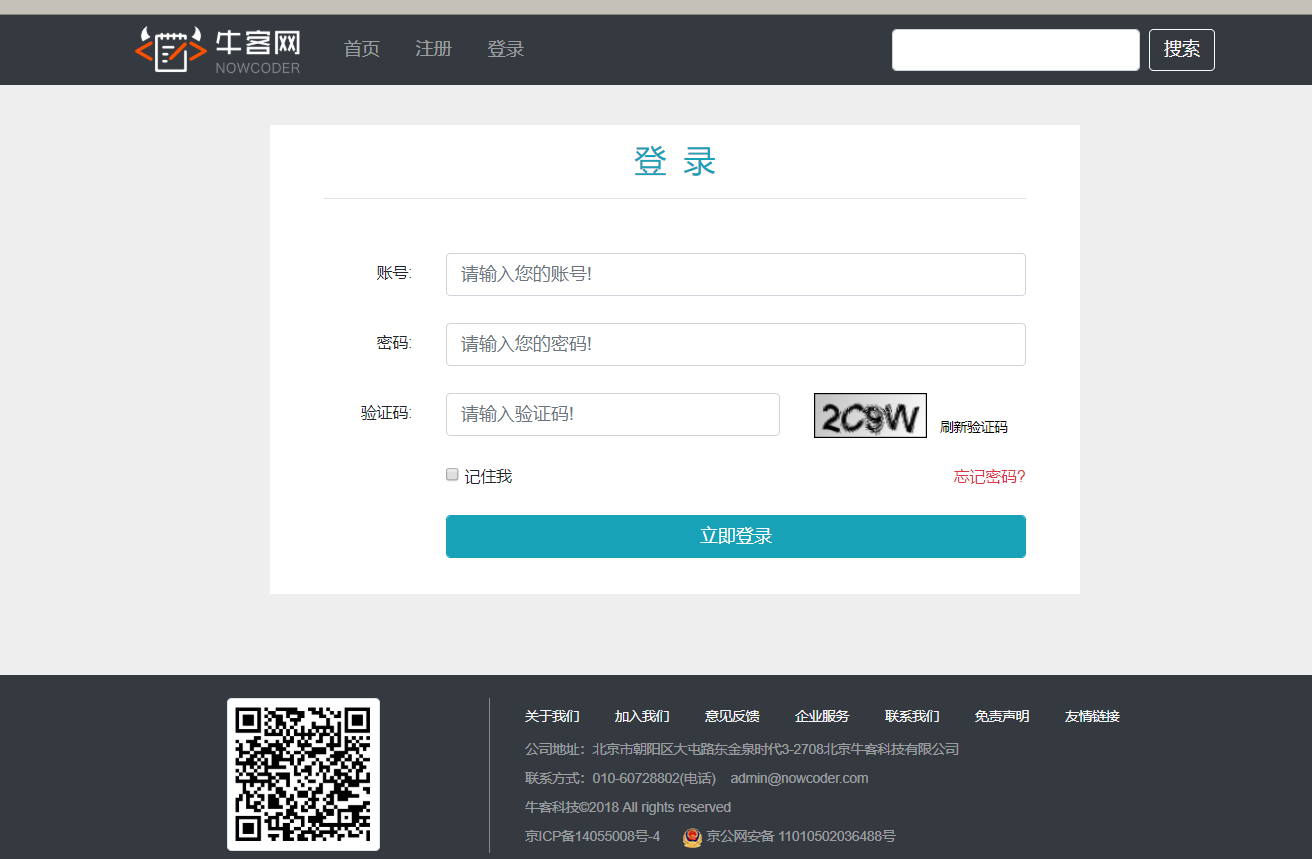 牛客网
NOWCODER
首页 注册 登录 搜索
登 录
账号: 请输入您的账号!
密码: 请输入您的密码!
验证码: 请输入验证码! 2C9W 刷新验证码
记住我 忘记密码?
立即登录
关于我们 加入我们 意见反馈 企业服务 联系我们 免责声明 友情链接
公司地址：北京市朝阳区大屯路东金泉时代3-2708北京牛客科技有限公司
联系方式：010-60728802(电话) admin@nowcoder.com
牛客科技©2018 All rights reserved
京ICP备14055008号-4 京公网安备 11010502036488号